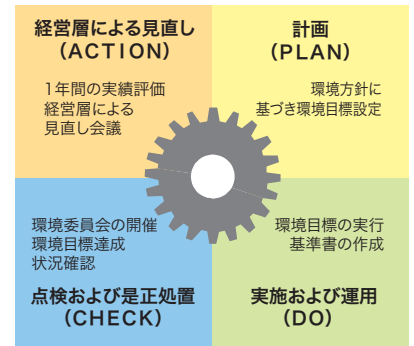 経営層による見直し
(ACTION)
1年間の実績評価
経営層による
見直し会議
計画
(PLAN)
環境方針に
基づき環境目標設定
環境委員会の開催
環境目標達成
状況確認
点検および是正処置
(CHECK)
環境目標の実行
基準書の作成
実施および運用
(DO)